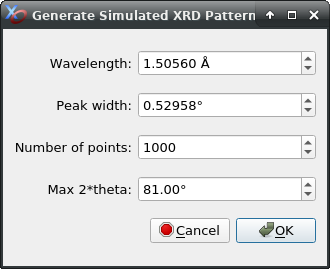 Generate Simulated XRD Pattern
Wavelength: 1.50560 Å
Peak width: 0.52958°
Number of points: 1000
Max 2*theta: 81.00°
Cancel OK